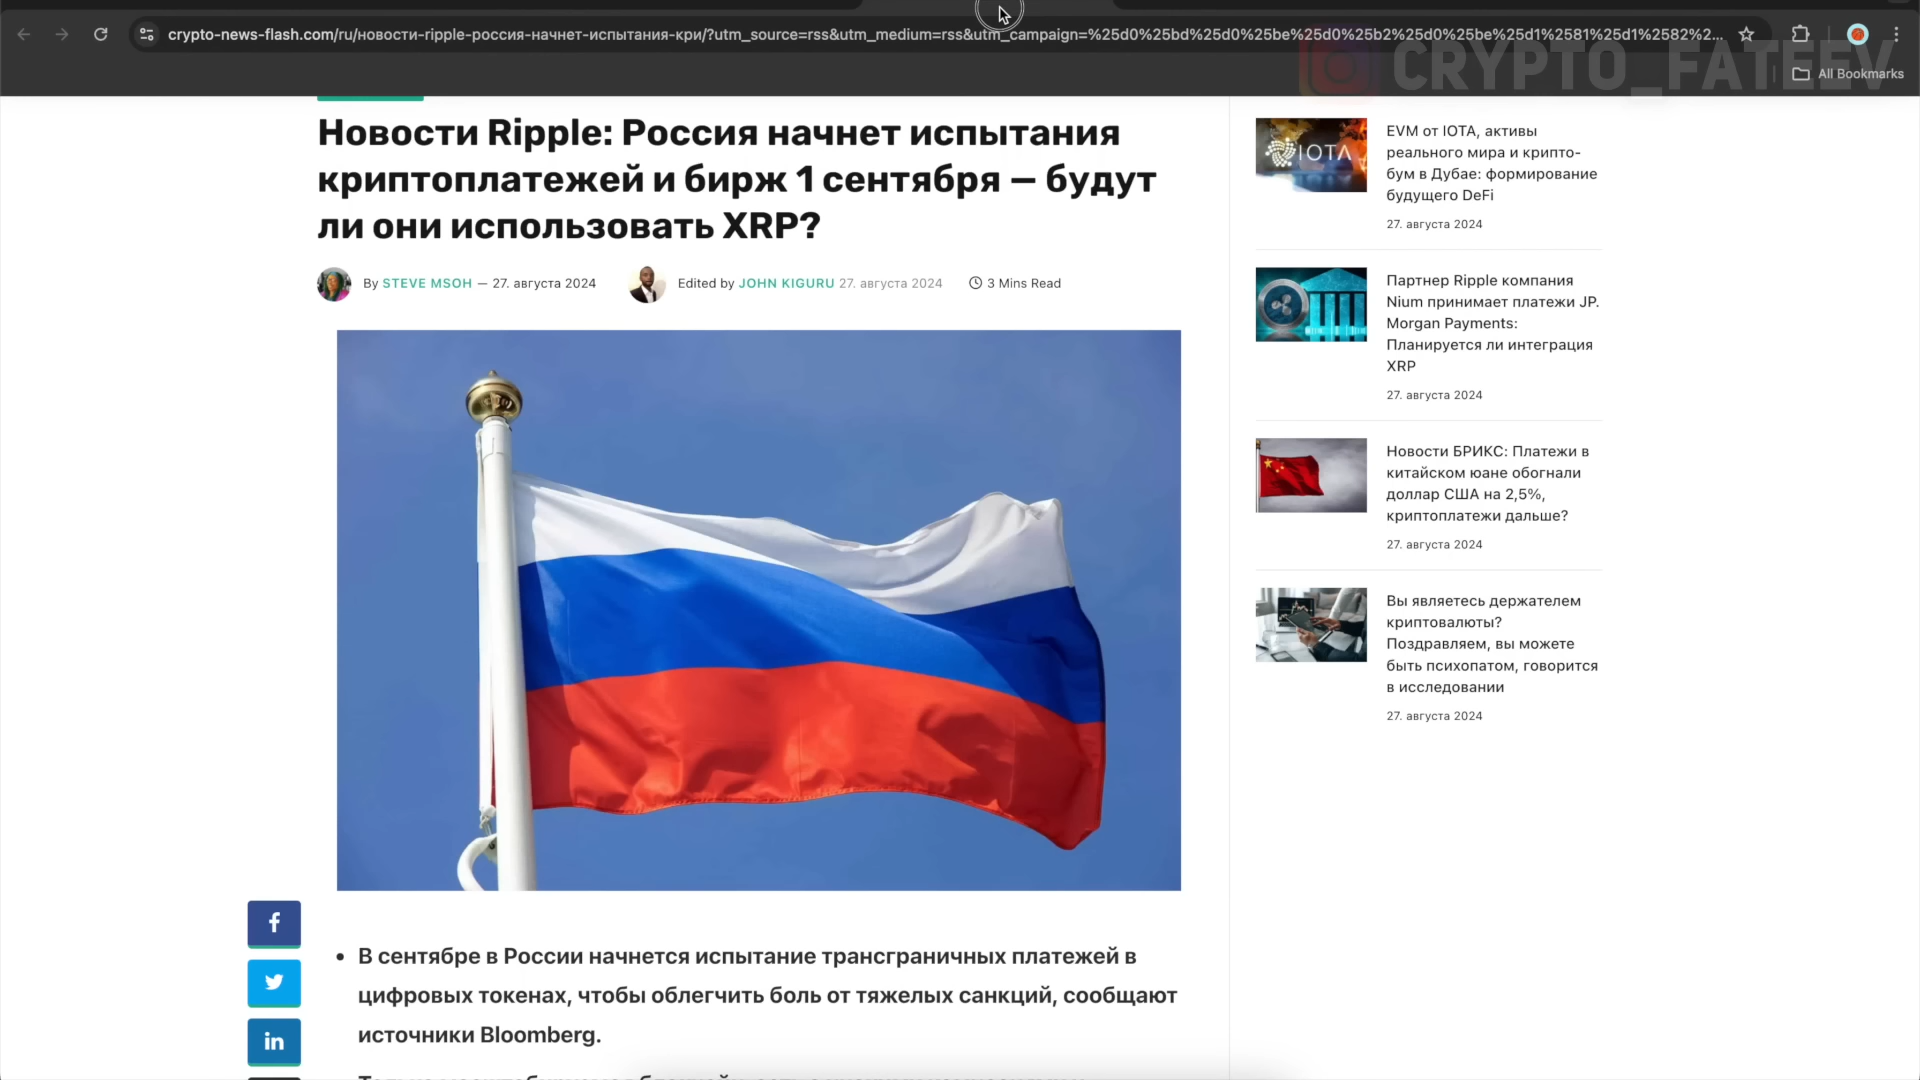 crypto-news-flash.com/ru/новости-ripple-россия-начнет-испытания-кри/?utm_source=rss&utm_medium=rss&utm_campaign=%25d0%25bd%25d0%25be%25d0%25b2%25d0%25be%25d1%2581%25d1%2582%2...
CRYPTO_FATEEV
All Bookmarks
Новости Ripple: Россия начнет испытания
криптоплатежей и бирж 1 сентября — будут
ли они использовать XRP?
By STEVE MSOH — 27. августа 2024
Edited by JOHN KIGURU 27. августа 2024
3 Mins Read
В сентябре в России начнется испытание трансграничных платежей в
цифровых токенах, чтобы облегчить боль от тяжелых санкций, сообщают
источники Bloomberg.
IOTA
EVM от IOTA, активы
реального мира и крипто-
бум в Дубае: формирование
будущего DeFi
27. августа 2024
Партнер Ripple компания
Nium принимает платежи JP.
Morgan Payments:
Планируется ли интеграция
XRP
27. августа 2024
Новости БРИКС: Платежи в
китайском юане обогнали
доллар США на 2,5%,
криптоплатежи дальше?
27. августа 2024
Вы являетесь держателем
криптовалюты?
Поздравляем, вы можете
быть психопатом, говорится
в исследовании
27. августа 2024